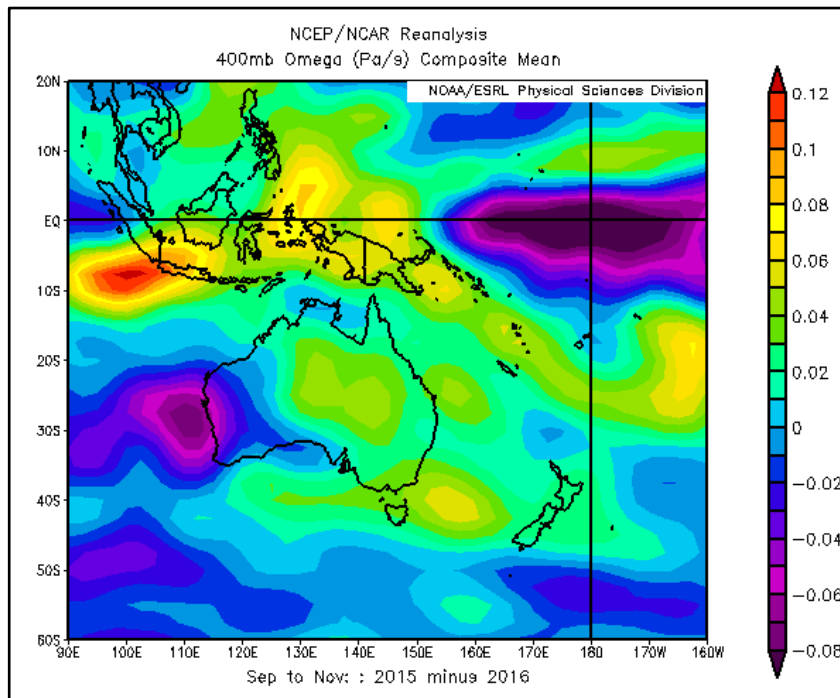 NCEP/NCAR Reanalysis
400mb Omega (Pa/s) Composite Mean
NOAA/ESRL Physical Sciences Division
20N
10N
EQ
10S
20S
30S
40S
50S
60S
90E 100E 110E 120E 130E 140E 150E 160E 170E 180 170W 160W
Sep to Nov: : 2015 minus 2016
0.12
0.1
0.08
0.06
0.04
0.02
0
−0.02
−0.04
−0.06
−0.08